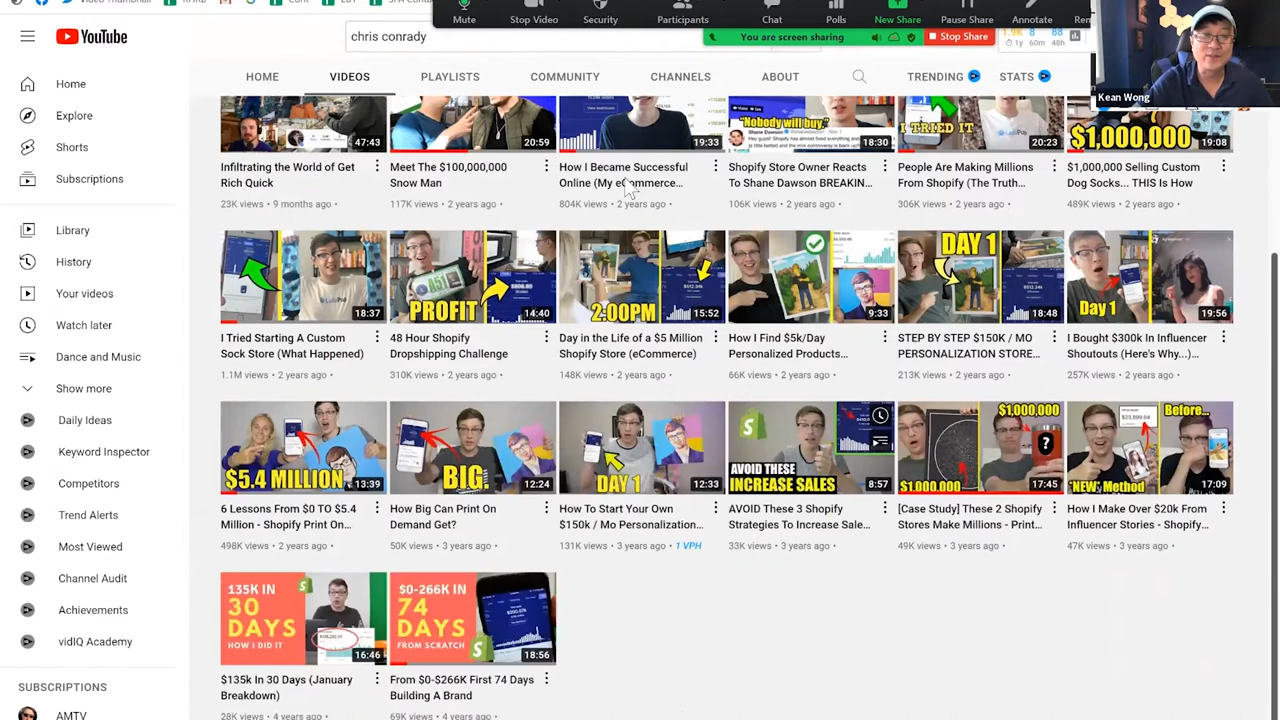 Video Thumbnail
Mute
Stop Video
Security
Participants
Chat
Polls
New Share
Pause Share
Annotate
YouTube
chris conrady
You are screen sharing
Stop Share
1.9K 8 88
1y 60m 48h
Kean Wong
HOME
VIDEOS
PLAYLISTS
COMMUNITY
CHANNELS
ABOUT
TRENDING
STATS
Home
Explore
Shorts
Subscriptions
Library
History
Your videos
Watch later
Dance and Music
Show more
Daily Ideas
Keyword Inspector
Competitors
Trend Alerts
Most Viewed
Channel Audit
Achievements
vidIQ Academy
SUBSCRIPTIONS
AMTV
47:43
Infiltrating the World of Get
Rich Quick
23K views • 9 months ago •
20:59
Meet The $100,000,000
Snow Man
117K views • 2 years ago •
19:33
How I Became Successful
Online (My eCommerce...
804K views • 2 years ago •
"Nobody will buy."
Shane Dawson
18:30
Shopify Store Owner Reacts
To Shane Dawson BREAKIN...
106K views • 2 years ago •
I TRIED IT
20:23
People Are Making Millions
From Shopify (The Truth...
306K views • 2 years ago •
$1,000,000
19:08
$1,000,000 Selling Custom
Dog Socks... THIS Is How
489K views • 2 years ago •
18:37
I Tried Starting A Custom
Sock Store (What Happened)
1.1M views • 2 years ago •
PROFIT
14:40
48 Hour Shopify
Dropshipping Challenge
310K views • 2 years ago •
2:00PM
15:52
Day in the Life of a $5 Million
Shopify Store (eCommerce)
148K views • 2 years ago •
9:33
How I Find $5k/Day
Personalized Products...
66K views • 2 years ago •
DAY 1
18:48
STEP BY STEP $150K / MO
PERSONALIZATION STORE...
213K views • 2 years ago •
Day 1
19:56
I Bought $300k In Influencer
Shoutouts (Here's Why...)
257K views • 2 years ago •
$5.4 MILLION
13:39
6 Lessons From $0 TO $5.4
Million - Shopify Print On...
498K views • 2 years ago •
BIG.
12:24
How Big Can Print On
Demand Get?
50K views • 3 years ago •
DAY 1
12:33
How To Start Your Own
$150k / Mo Personalization...
131K views • 3 years ago • 1 VPH
AVOID THESE
INCREASE SALES
8:57
AVOID These 3 Shopify
Strategies To Increase Sale...
33K views • 3 years ago •
$1,000,000
?
$1.000.000
17:45
[Case Study] These 2 Shopify
Stores Make Millions - Print...
49K views • 3 years ago •
Before...
*NEW* Method
17:09
How I Make Over $20k From
Influencer Stories - Shopify...
47K views • 3 years ago •
135K IN
30
DAYS
HOW I DID IT
16:46
$135k In 30 Days (January
Breakdown)
28K views • 4 years ago •
$0-266K IN
74
DAYS
FROM SCRATCH
18:56
From $0-$266K First 74 Days
Building A Brand
69K views • 4 years ago •